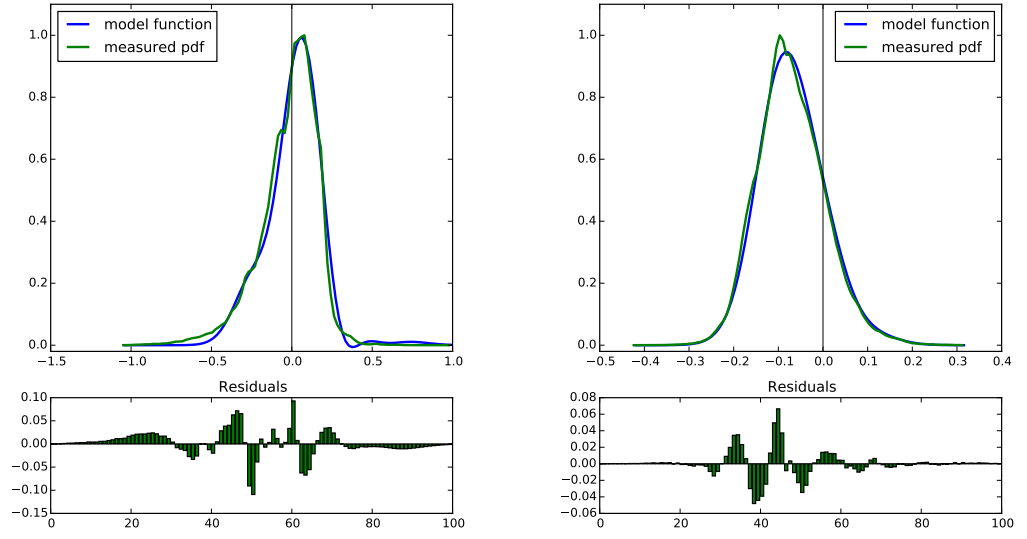 model function
measured pdf
1.0
0.8
0.6
0.4
0.2
0.0
−1.5 −1.0 −0.5 0.0 0.5 1.0
model function
measured pdf
1.0
0.8
0.6
0.4
0.2
0.0
−0.5 −0.4 −0.3 −0.2 −0.1 0.0 0.1 0.2 0.3 0.4
Residuals
0.10
0.05
0.00
−0.05
−0.10
−0.15
0 20 40 60 80 100
Residuals
0.08
0.06
0.04
0.02
0.00
−0.02
−0.04
−0.06
0 20 40 60 80 100